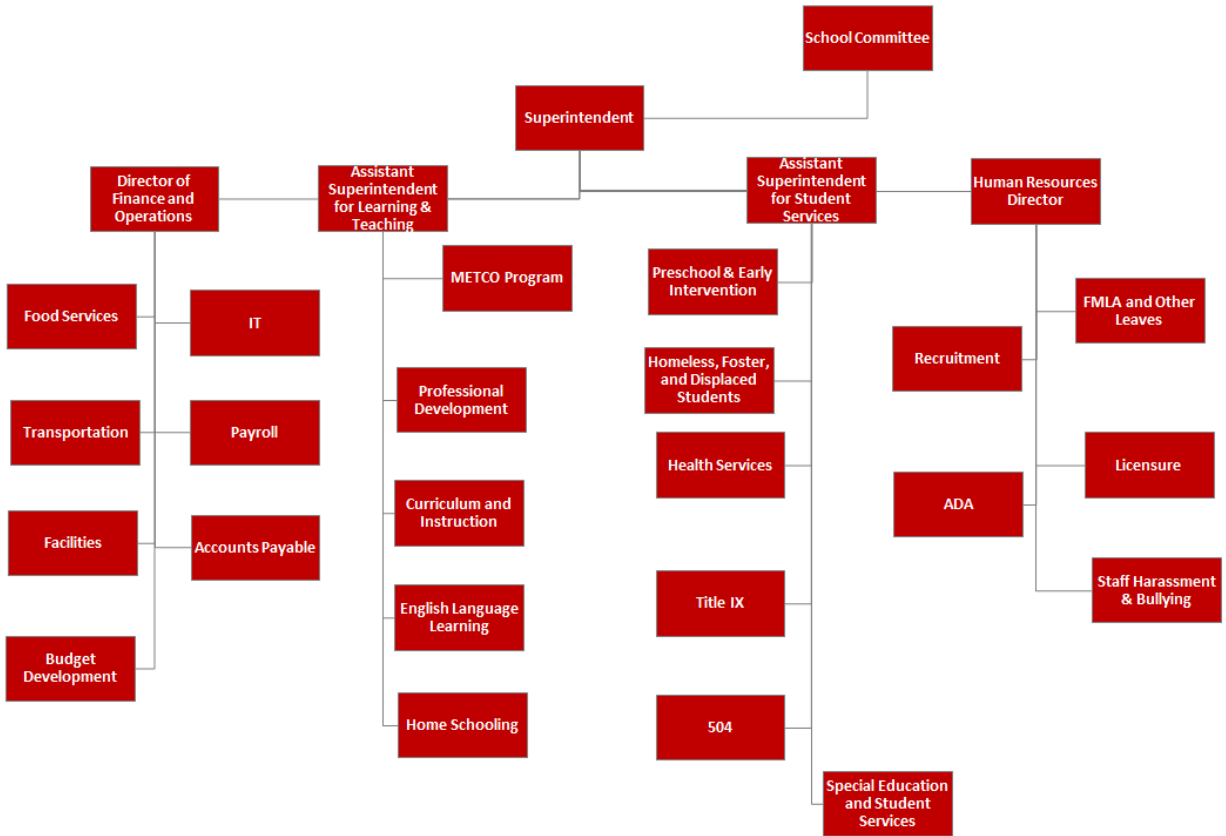 School Committee
Superintendent
Director of
Finance and
Operations
Assistant
Superintendent
for Learning &
Teaching
Assistant
Superintendent
for Student
Services
Human Resources
Director
METCO Program
Preschool & Early
Intervention
Food Services
IT
FMLA and Other
Leaves
Recruitment
Homeless, Foster,
and Displaced
Students
Professional
Development
Transportation
Payroll
Health Services
Licensure
Curriculum and
Instruction
ADA
Facilities
Accounts Payable
English Language
Learning
Title IX
Staff Harassment
& Bullying
Budget
Development
Home Schooling
504
Special Education
and Student
Services